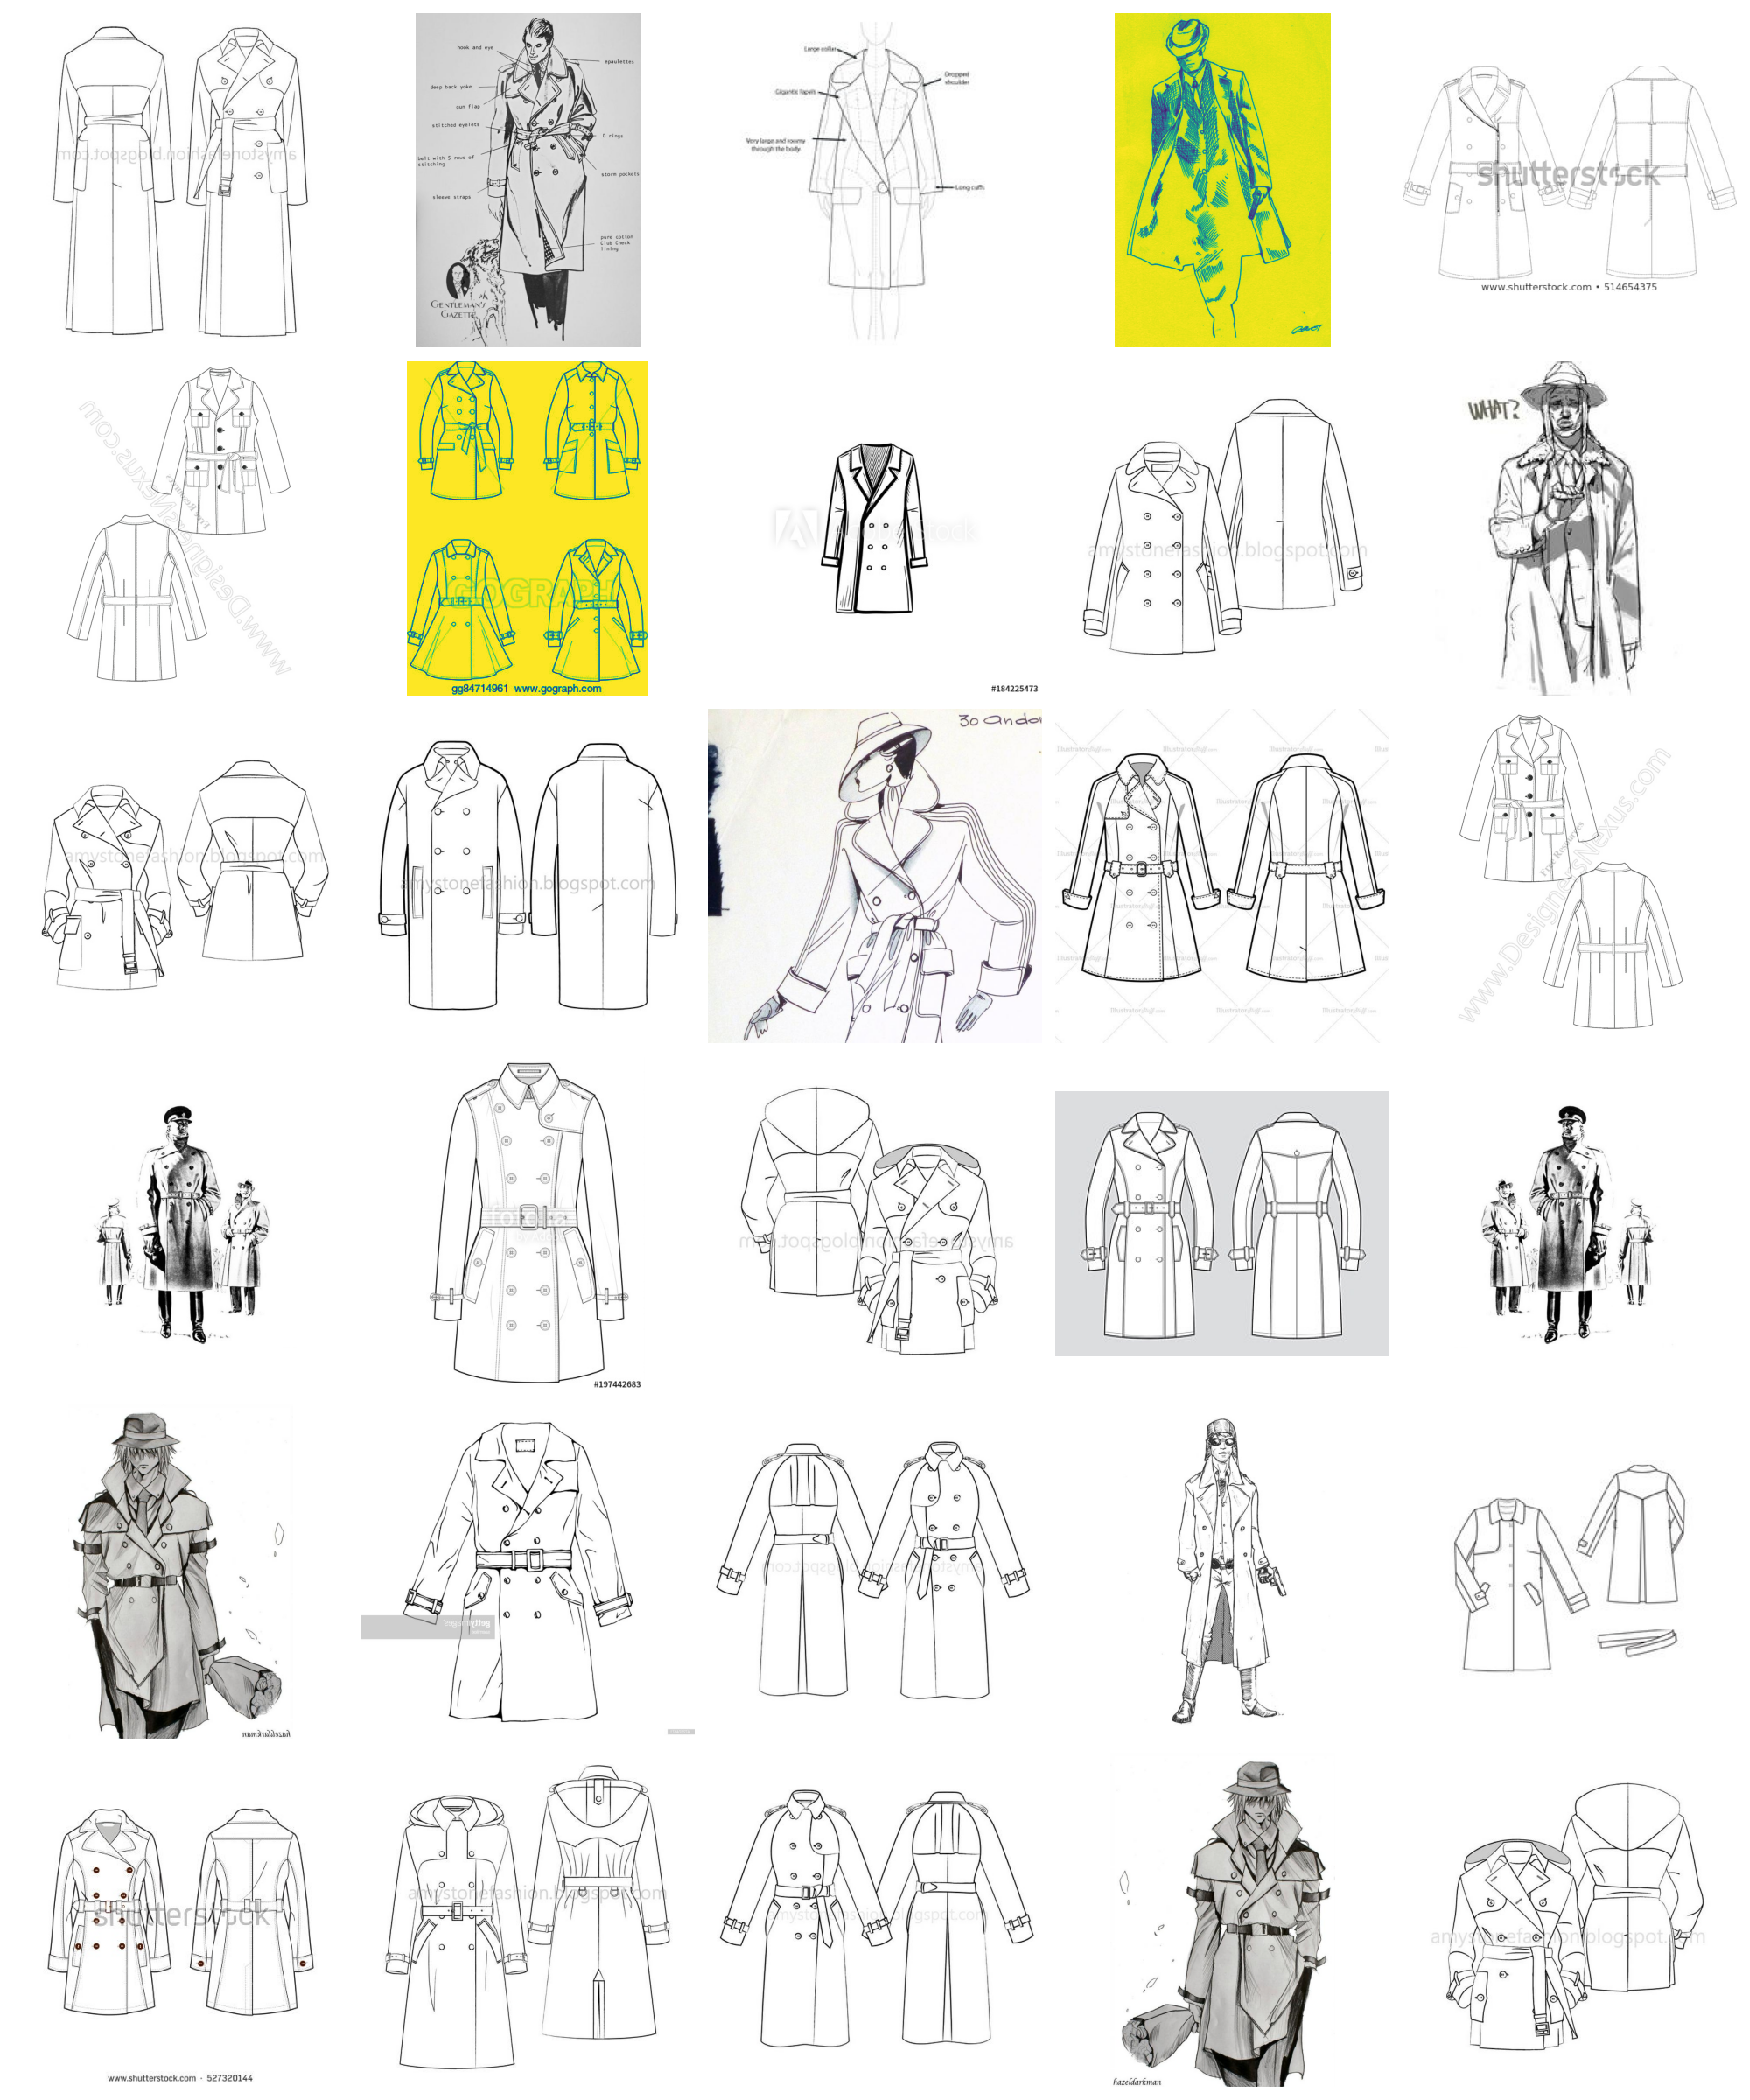 amystonefashion.blogspot.com
hook and eye
epaulettes
deep back yoke
gun flap
stitched eyelets
D rings
belt with 5 rows of
stitching
storm pockets
sleeve straps
pure cotton
Club Check
lining
GENTLEMAN'S
GAZETTE
Large collar
Dropped
shoulder
Gigantic lapels
Very large and roomy
through the body
Long cuffs
shutterstock
www.shutterstock.com • 514654375
www.DesignersNexus.com
GOGRAPH
gg84714961 www.gograph.com
#184225473
amystonefashion.blogspot.com
WHAT?
amystonefashion.blogspot.com
amystonefashion.blogspot.com
30 Ando
IllustratorStuff.com
www.DesignersNexus.com
fotolia
#197442683
amystonefashion.blogspot.com
hazeldarkman
gettyimages
amystonefashion.blogspot.com
shutterstock
www.shutterstock.com · 527320144
amystonefashion.blogspot.com
amystonefashion.blogspot.com
hazeldarkman
amystonefashion.blogspot.com